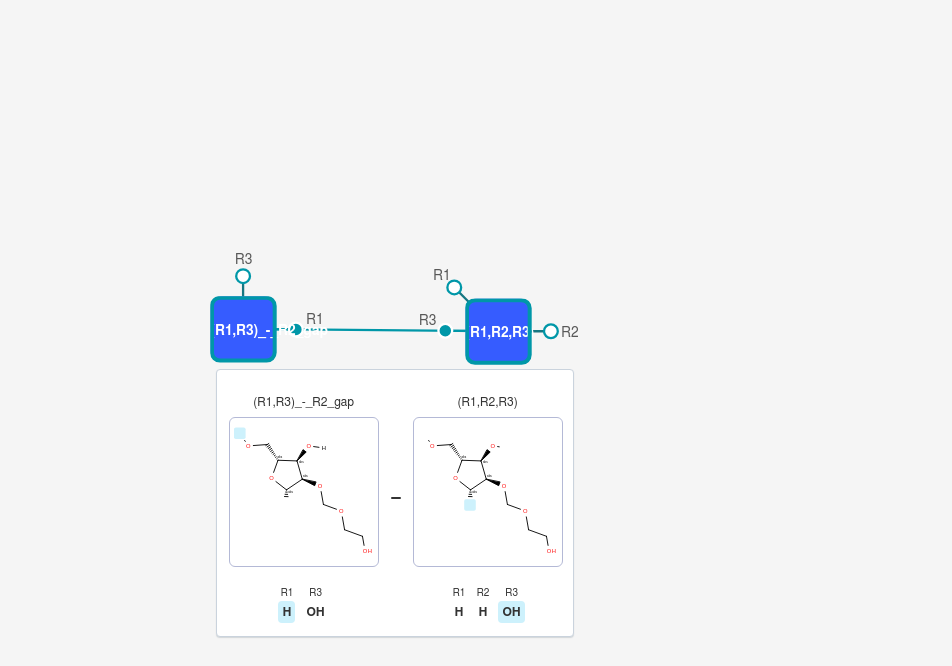 R3
R1
R1
R3
R2
R1,R3)_-_R2_gap
R1,R2,R3
(R1,R3)_-_R2_gap
(R1,R2,R3)
O
O
H
O
O
O
OH
–
O
O
O
O
O
OH
R1 R3
H OH
R1 R2 R3
H H OH